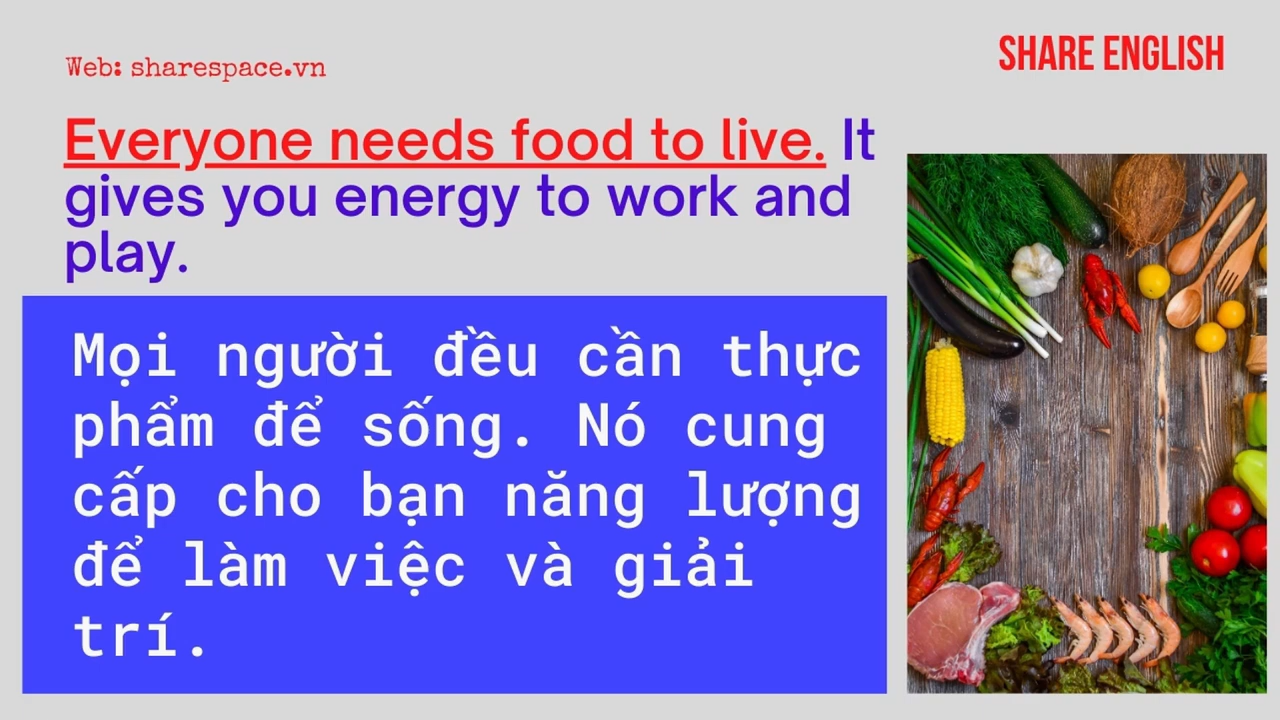 Web: sharespace.vn
SHARE ENGLISH
Everyone needs food to live. It
gives you energy to work and
play.
Mọi người đều cần thực
phẩm để sống. Nó cung
cấp cho bạn năng lượng
để làm việc và giải
trí.